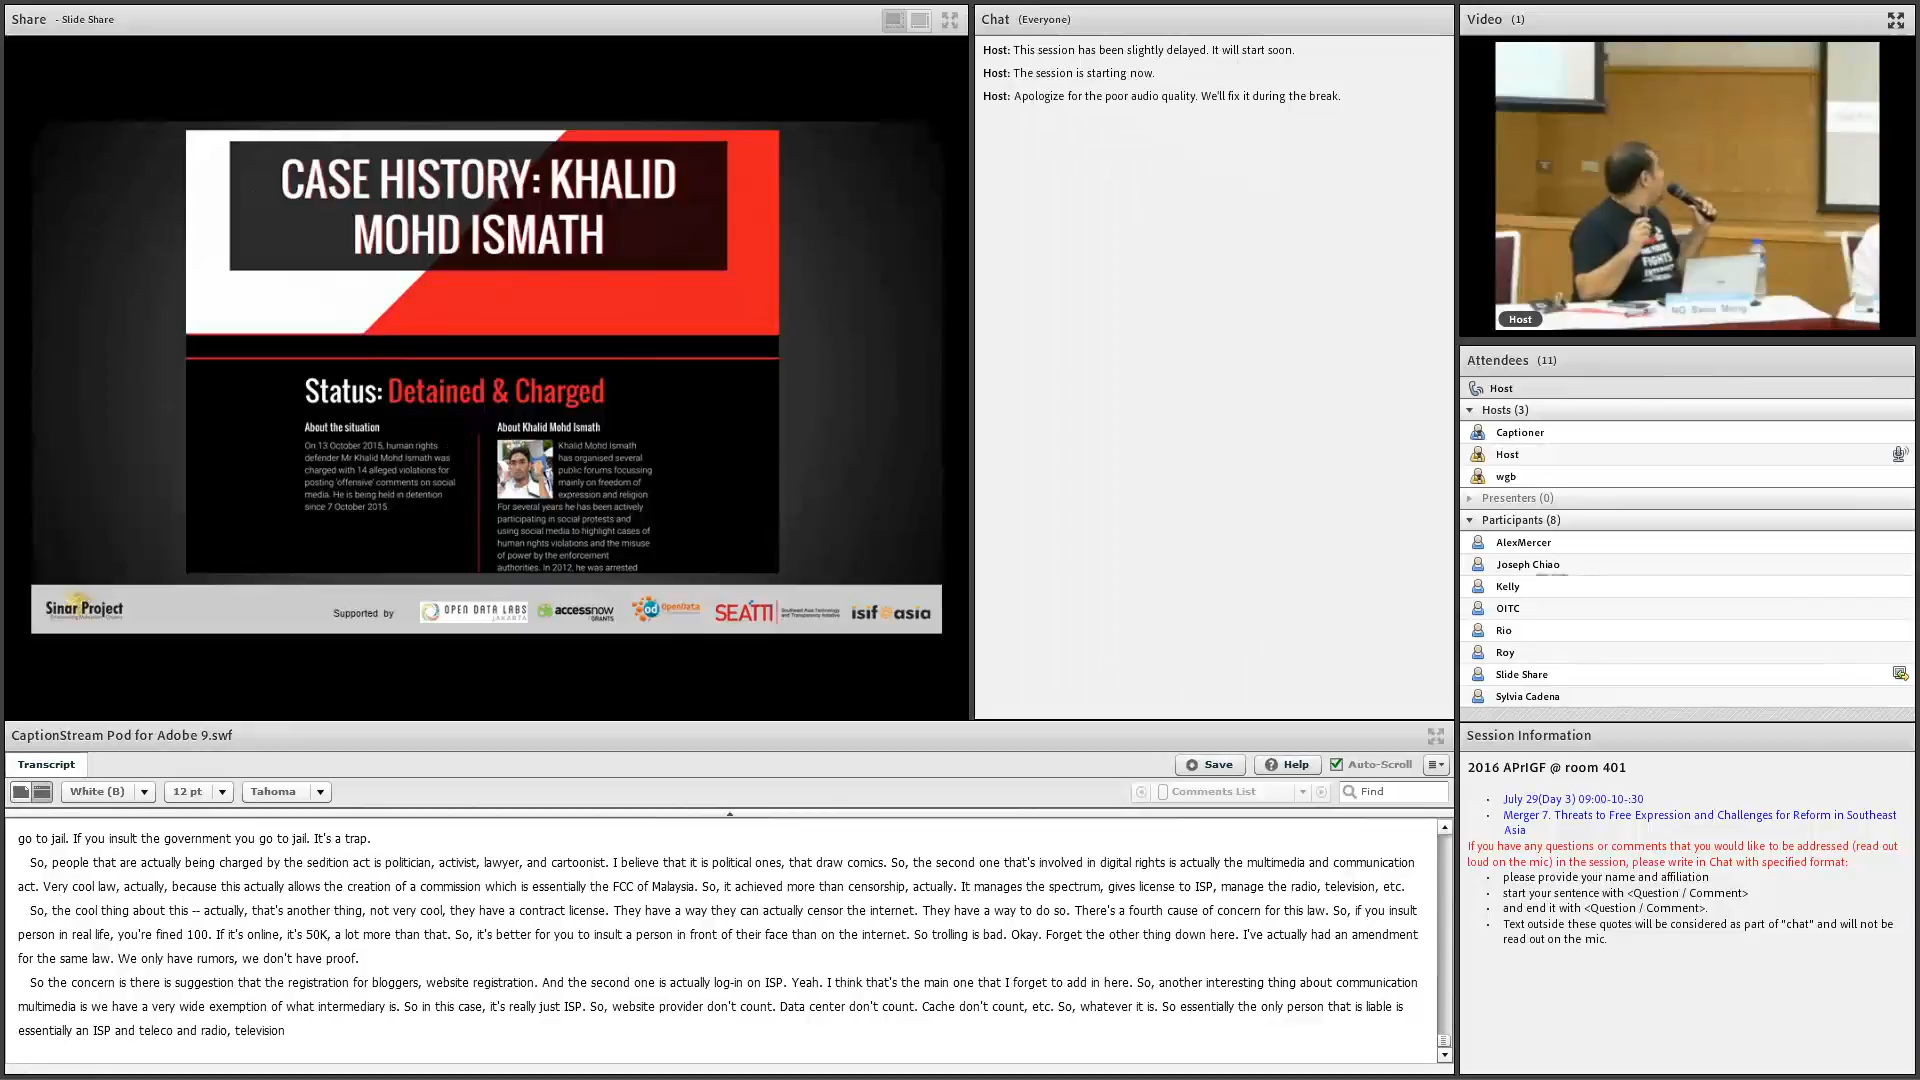 Share - Slide Share
CASE HISTORY: KHALID
MOHD ISMATH
Status: Detained & Charged
About the situation
On 13 October 2015, human rights
defender Mr Khalid Mohd Ismath was
charged with 14 alleged violations for
posting 'offensive' comments on social
media. He is being held in detention
since 7 October 2015
About Khalid Mohd Ismath
Khalid Mohd Ismath
has organised several
public forums focussing
mainly on freedom of
expression and religion
For several years he has been actively
participating in social protests and
using social media to highlight cases of
human rights violations and the misuse
of power by the enforcement
authorities. In 2012, he was arrested
Sinar Project
Supported by
OPEN DATA LABS
JAKARTA
accessnow
GRANTS
od OpenData
SEATTI Southeast Asia Technology
and Transparency Initiative
isif asia
Chat (Everyone)
Host: This session has been slightly delayed. It will start soon.
Host: The session is starting now.
Host: Apologize for the poor audio quality. We'll fix it during the break.
Video (1)
FIGHTS
NG Swee Meng
Host
Attendees (11)
Host
Hosts (3)
Captioner
Host
wgb
Presenters (0)
Participants (8)
AlexMercer
Joseph Chiao
Kelly
OITC
Rio
Roy
Slide Share
Sylvia Cadena
CaptionStream Pod for Adobe 9.swf
Transcript
Save
Help
Auto-Scroll
White (B)
12 pt
Tahoma
Comments List
Find
go to jail. If you insult the government you go to jail. It's a trap.
So, people that are actually being charged by the sedition act is politician, activist, lawyer, and cartoonist. I believe that it is political ones, that draw comics. So, the second one that's involved in digital rights is actually the multimedia and communication
act. Very cool law, actually, because this actually allows the creation of a commission which is essentially the FCC of Malaysia. So, it achieved more than censorship, actually. It manages the spectrum, gives license to ISP, manage the radio, television, etc.
So, the cool thing about this -- actually, that's another thing, not very cool, they have a contract license. They have a way they can actually censor the internet. They have a way to do so. There's a fourth cause of concern for this law. So, if you insult
person in real life, you're fined 100. If it's online, it's 50K, a lot more than that. So, it's better for you to insult a person in front of their face than on the internet. So trolling is bad. Okay. Forget the other thing down here. I've actually had an amendment
for the same law. We only have rumors, we don't have proof.
So the concern is there is suggestion that the registration for bloggers, website registration. And the second one is actually log-in on ISP. Yeah. I think that's the main one that I forget to add in here. So, another interesting thing about communication
multimedia is we have a very wide exemption of what intermediary is. So in this case, it's really just ISP. So, website provider don't count. Data center don't count. Cache don't count, etc. So, whatever it is. So essentially the only person that is liable is
essentially an ISP and teleco and radio, television
Session Information
2016 APrIGF @ room 401
• July 29(Day 3) 09:00-10-:30
• Merger 7. Threats to Free Expression and Challenges for Reform in Southeast
Asia
If you have any questions or comments that you would like to be addressed (read out
loud on the mic) in the session, please write in Chat with specified format:
• please provide your name and affiliation
• start your sentence with <Question / Comment>
• and end it with <Question / Comment>.
• Text outside these quotes will be considered as part of "chat" and will not be
read out on the mic.